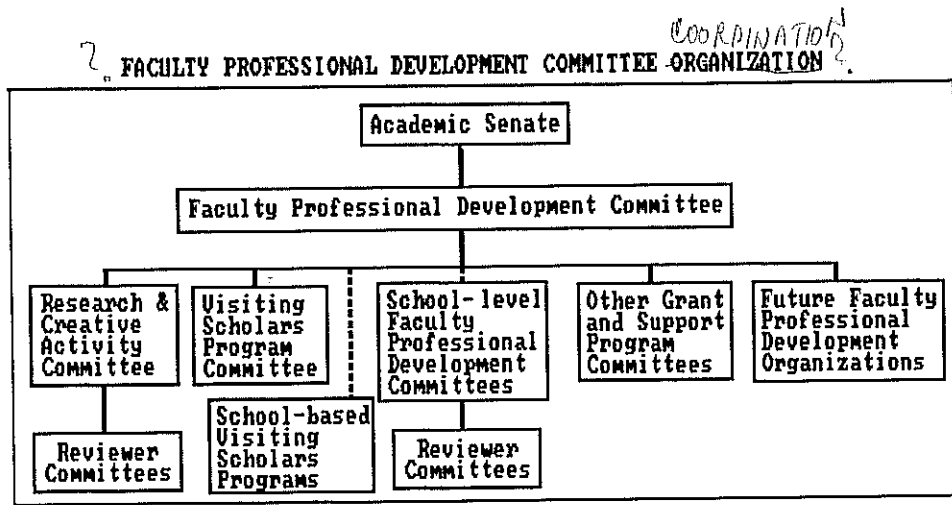 COORDINATION
? FACULTY PROFESSIONAL DEVELOPMENT COMMITTEE ORGANIZATION ?
Academic Senate
Faculty Professional Development Committee
Research &
Creative
Activity
Committee
Visiting
Scholars
Program
Committee
School-level
Faculty
Professional
Development
Committees
Other Grant
and Support
Program
Committees
Future Faculty
Professional
Development
Organizations
Reviewer
Committees
School-based
Visiting
Scholars
Programs
Reviewer
Committees